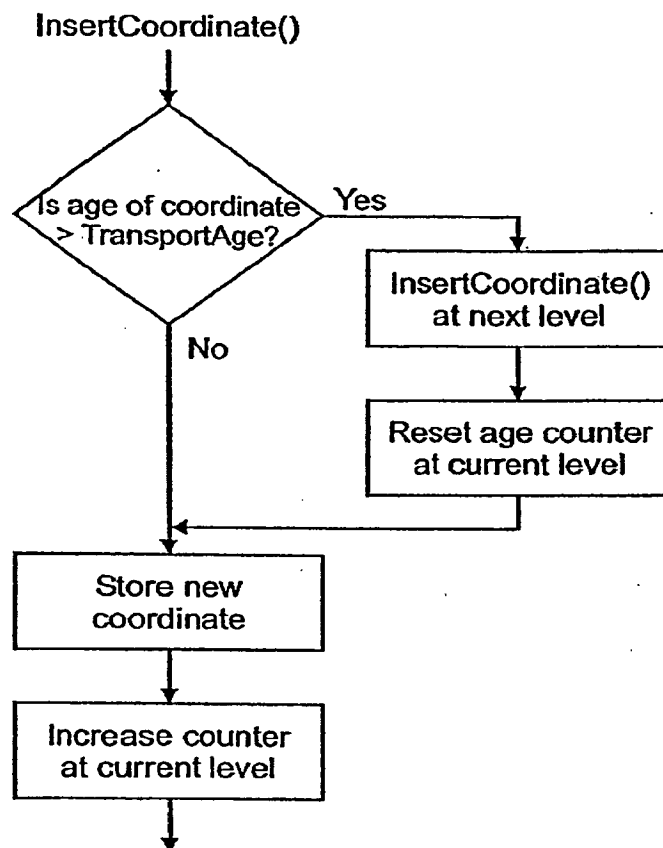 InsertCoordinate()
Is age of coordinate
> TransportAge?
Yes
InsertCoordinate()
at next level
No
Reset age counter
at current level
Store new
coordinate
Increase counter
at current level